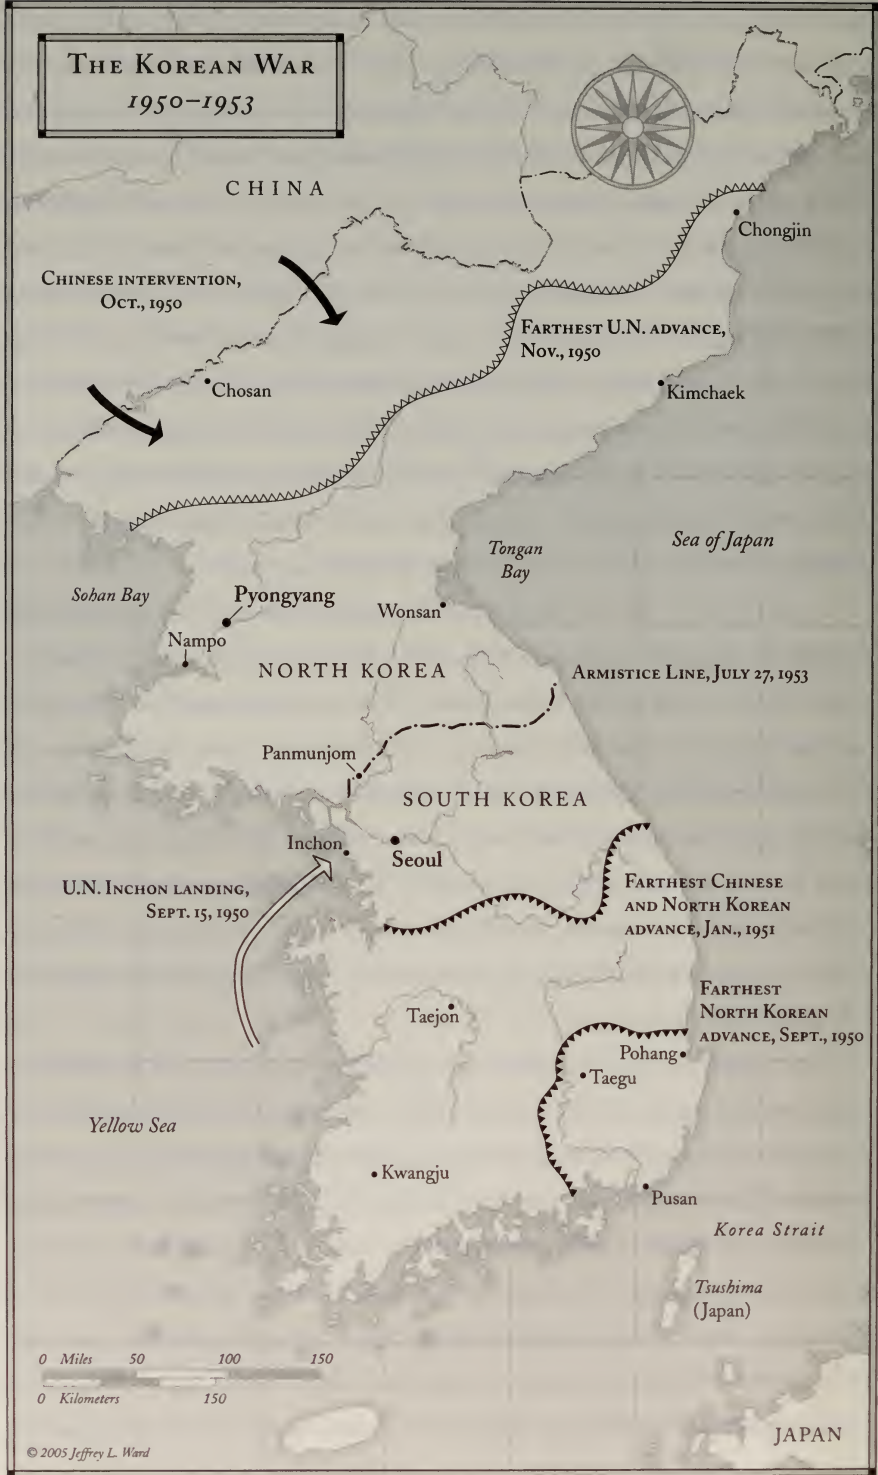 THE KOREAN WAR
1950–1953
CHINA
CHINESE INTERVENTION,
OCT., 1950
Chongjin
FARTHEST U.N. ADVANCE,
NOV., 1950
Chosan
Kimchaek
Tongan
Bay
Sea of Japan
Sohan Bay
Pyongyang
Wonsan
Nampo
NORTH KOREA
ARMISTICE LINE, JULY 27, 1953
Panmunjom
SOUTH KOREA
Inchon
Seoul
U.N. INCHON LANDING,
SEPT. 15, 1950
FARTHEST CHINESE
AND NORTH KOREAN
ADVANCE, JAN., 1951
FARTHEST
NORTH KOREAN
ADVANCE, SEPT., 1950
Taejon
Pohang
Taegu
Yellow Sea
Kwangju
Pusan
Korea Strait
Tsushima
(Japan)
0 Miles 50 100 150
0 Kilometers 150
JAPAN
© 2005 Jeffrey L. Ward